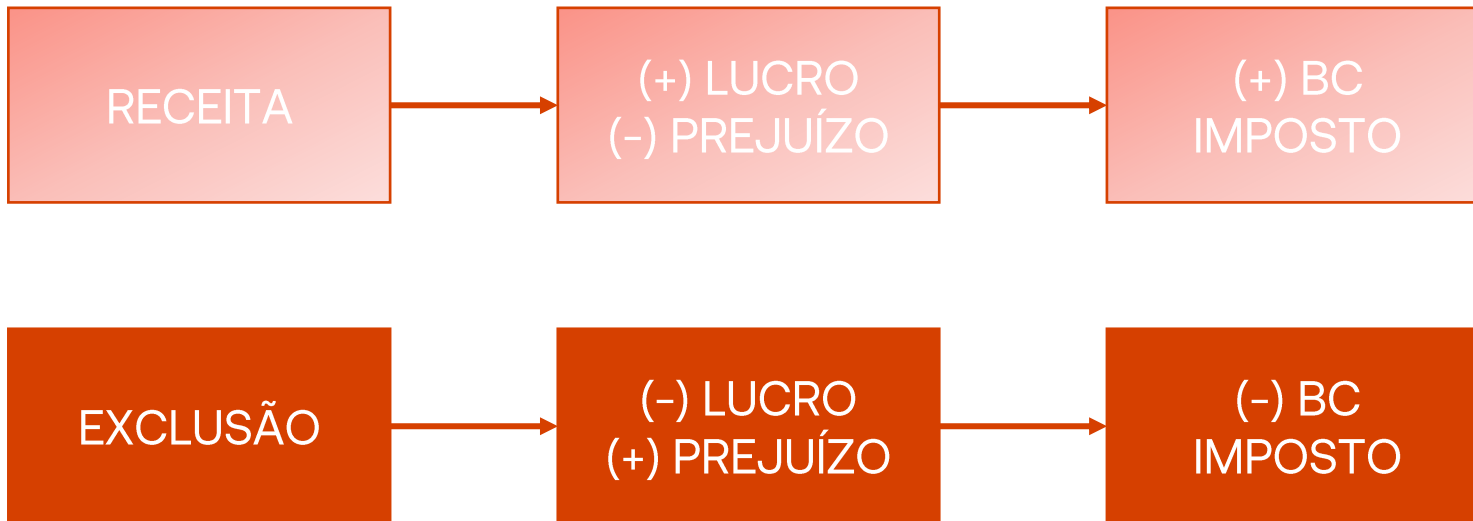 RECEITA
(+) LUCRO
(-) PREJUÍZO
(+) BC
IMPOSTO
EXCLUSÃO
(-) LUCRO
(+) PREJUÍZO
(-) BC
IMPOSTO